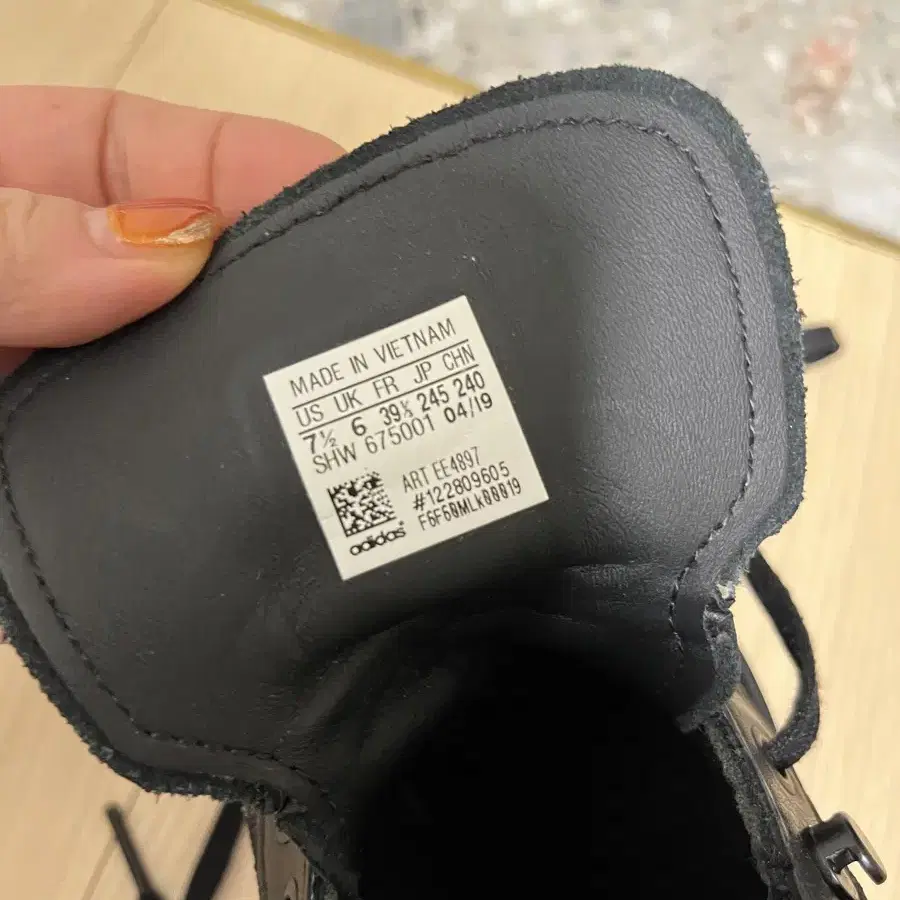 MADE IN VIETNAM
US UK FR JP CHN
7½ 6 39⅓ 245 240
SHW 675001 04/19
ART EE4897
#122809605
adidas